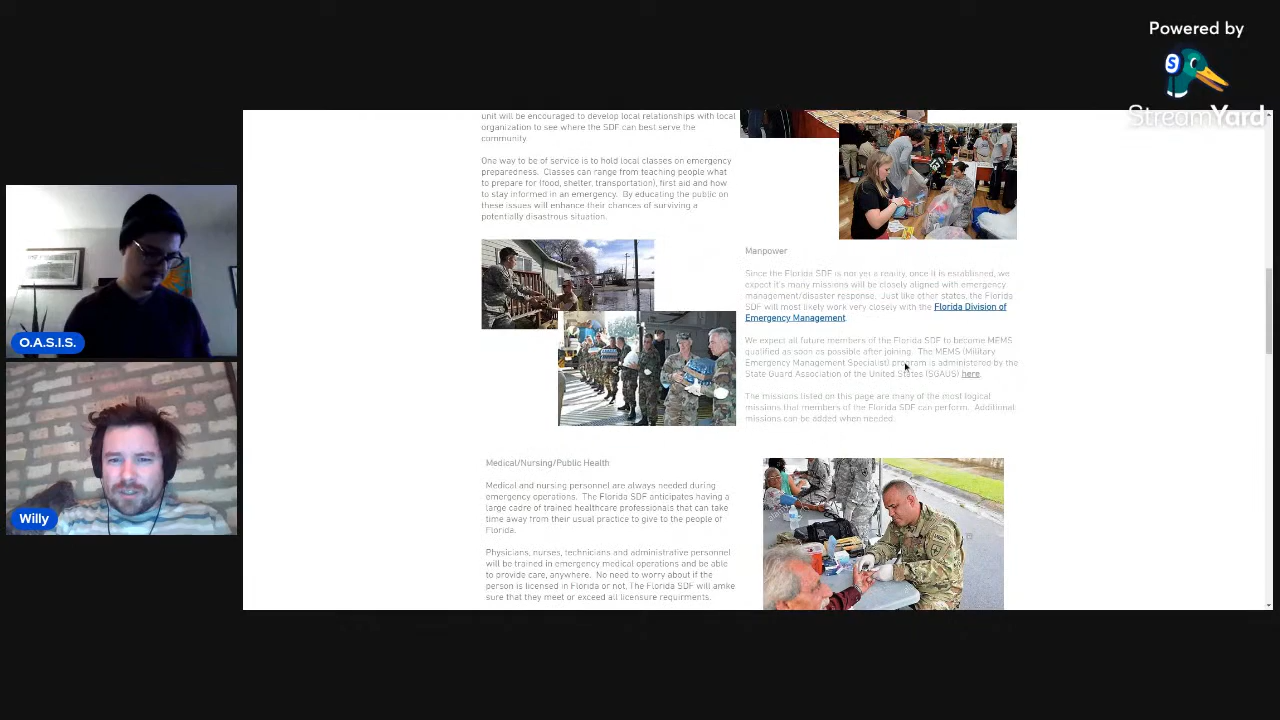 Powered by
StreamYard
unit will be encouraged to develop local relationships with local
organization to see where the SDF can best serve the
community.
One way to be of service is to hold local classes on emergency
preparedness. Classes can range from teaching people what
to prepare for (food, shelter, transportation), first aid and how
to stay informed in an emergency. By educating the public on
these issues will enhance their chances of surviving a
potentially disastrous situation.
Manpower
Since the Florida SDF is nor yer a reality, once it is established, we
expect it's many missions will be closely aligned with emergency
management/disaster response. Just like other states, the Florida
SDF will most likely work very closely with the Florida Division of
Emergency Management.
We expect all future members of the Florida SDF to become MEMS
qualified as soon as possible after joining. The MEMS (Military
Emergency Management Specialist) program is administered by the
State Guard Association of the United States (SGAUS) here.
The missions listed on this page are many of the most logical
missions that members of the Florida SDF can perform. Additional
missions can be added when needed.
Medical/Nursing/Public Health
Medical and nursing personnel are always needed during
emergency operations. The Florida SDF anticipates having a
large cadre of trained healthcare professionals that can take
time away from their usual practice to give to the people of
Florida.
Physicians, nurses, technicians and administrative personnel
will be trained in emergency medical operations and be able
to provide care, anywhere. No need to worry about if the
person is licensed in Florida or not, The Florida SDF will amke
sure that they meet or exceed all licensure requirments.
O.A.S.I.S.
Willy